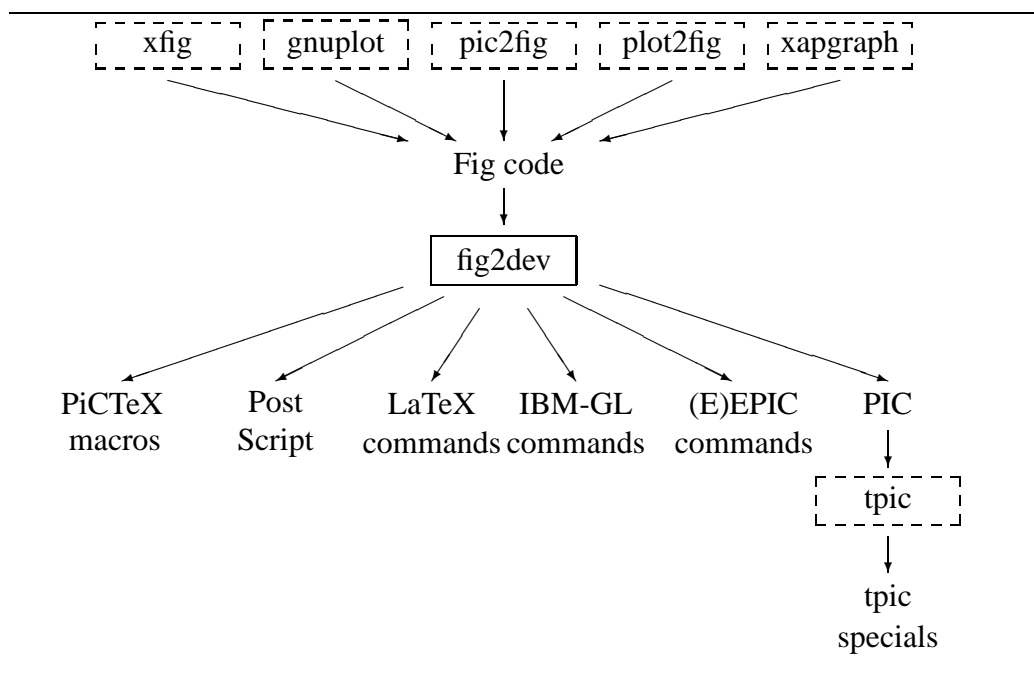 xfig gnuplot pic2fig plot2fig xapgraph
Fig code
fig2dev
PiCTeX Post LaTeX IBM-GL (E)EPIC PIC
macros Script commands commands commands
tpic
tpic
specials